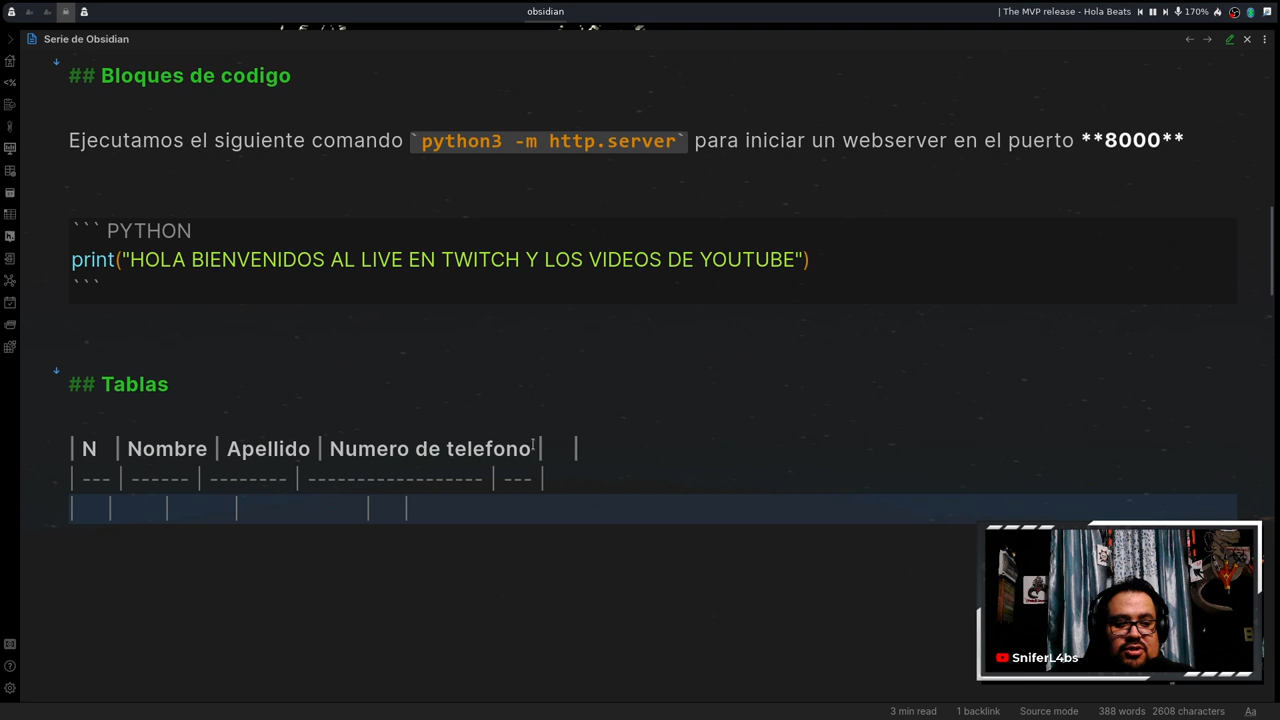 obsidian
| The MVP release - Hola Beats
170%
Serie de Obsidian
## Bloques de codigo
Ejecutamos el siguiente comando `python3 -m http.server` para iniciar un webserver en el puerto **8000**
``` PYTHON
print("HOLA BIENVENIDOS AL LIVE EN TWITCH Y LOS VIDEOS DE YOUTUBE")
```
## Tablas
| N | Nombre | Apellido | Numero de telefono | |
| --- | ------ | -------- | ------------------ | --- |
| | | | | |
SniferL4bs
3 min read 1 backlink Source mode 388 words 2608 characters Aa